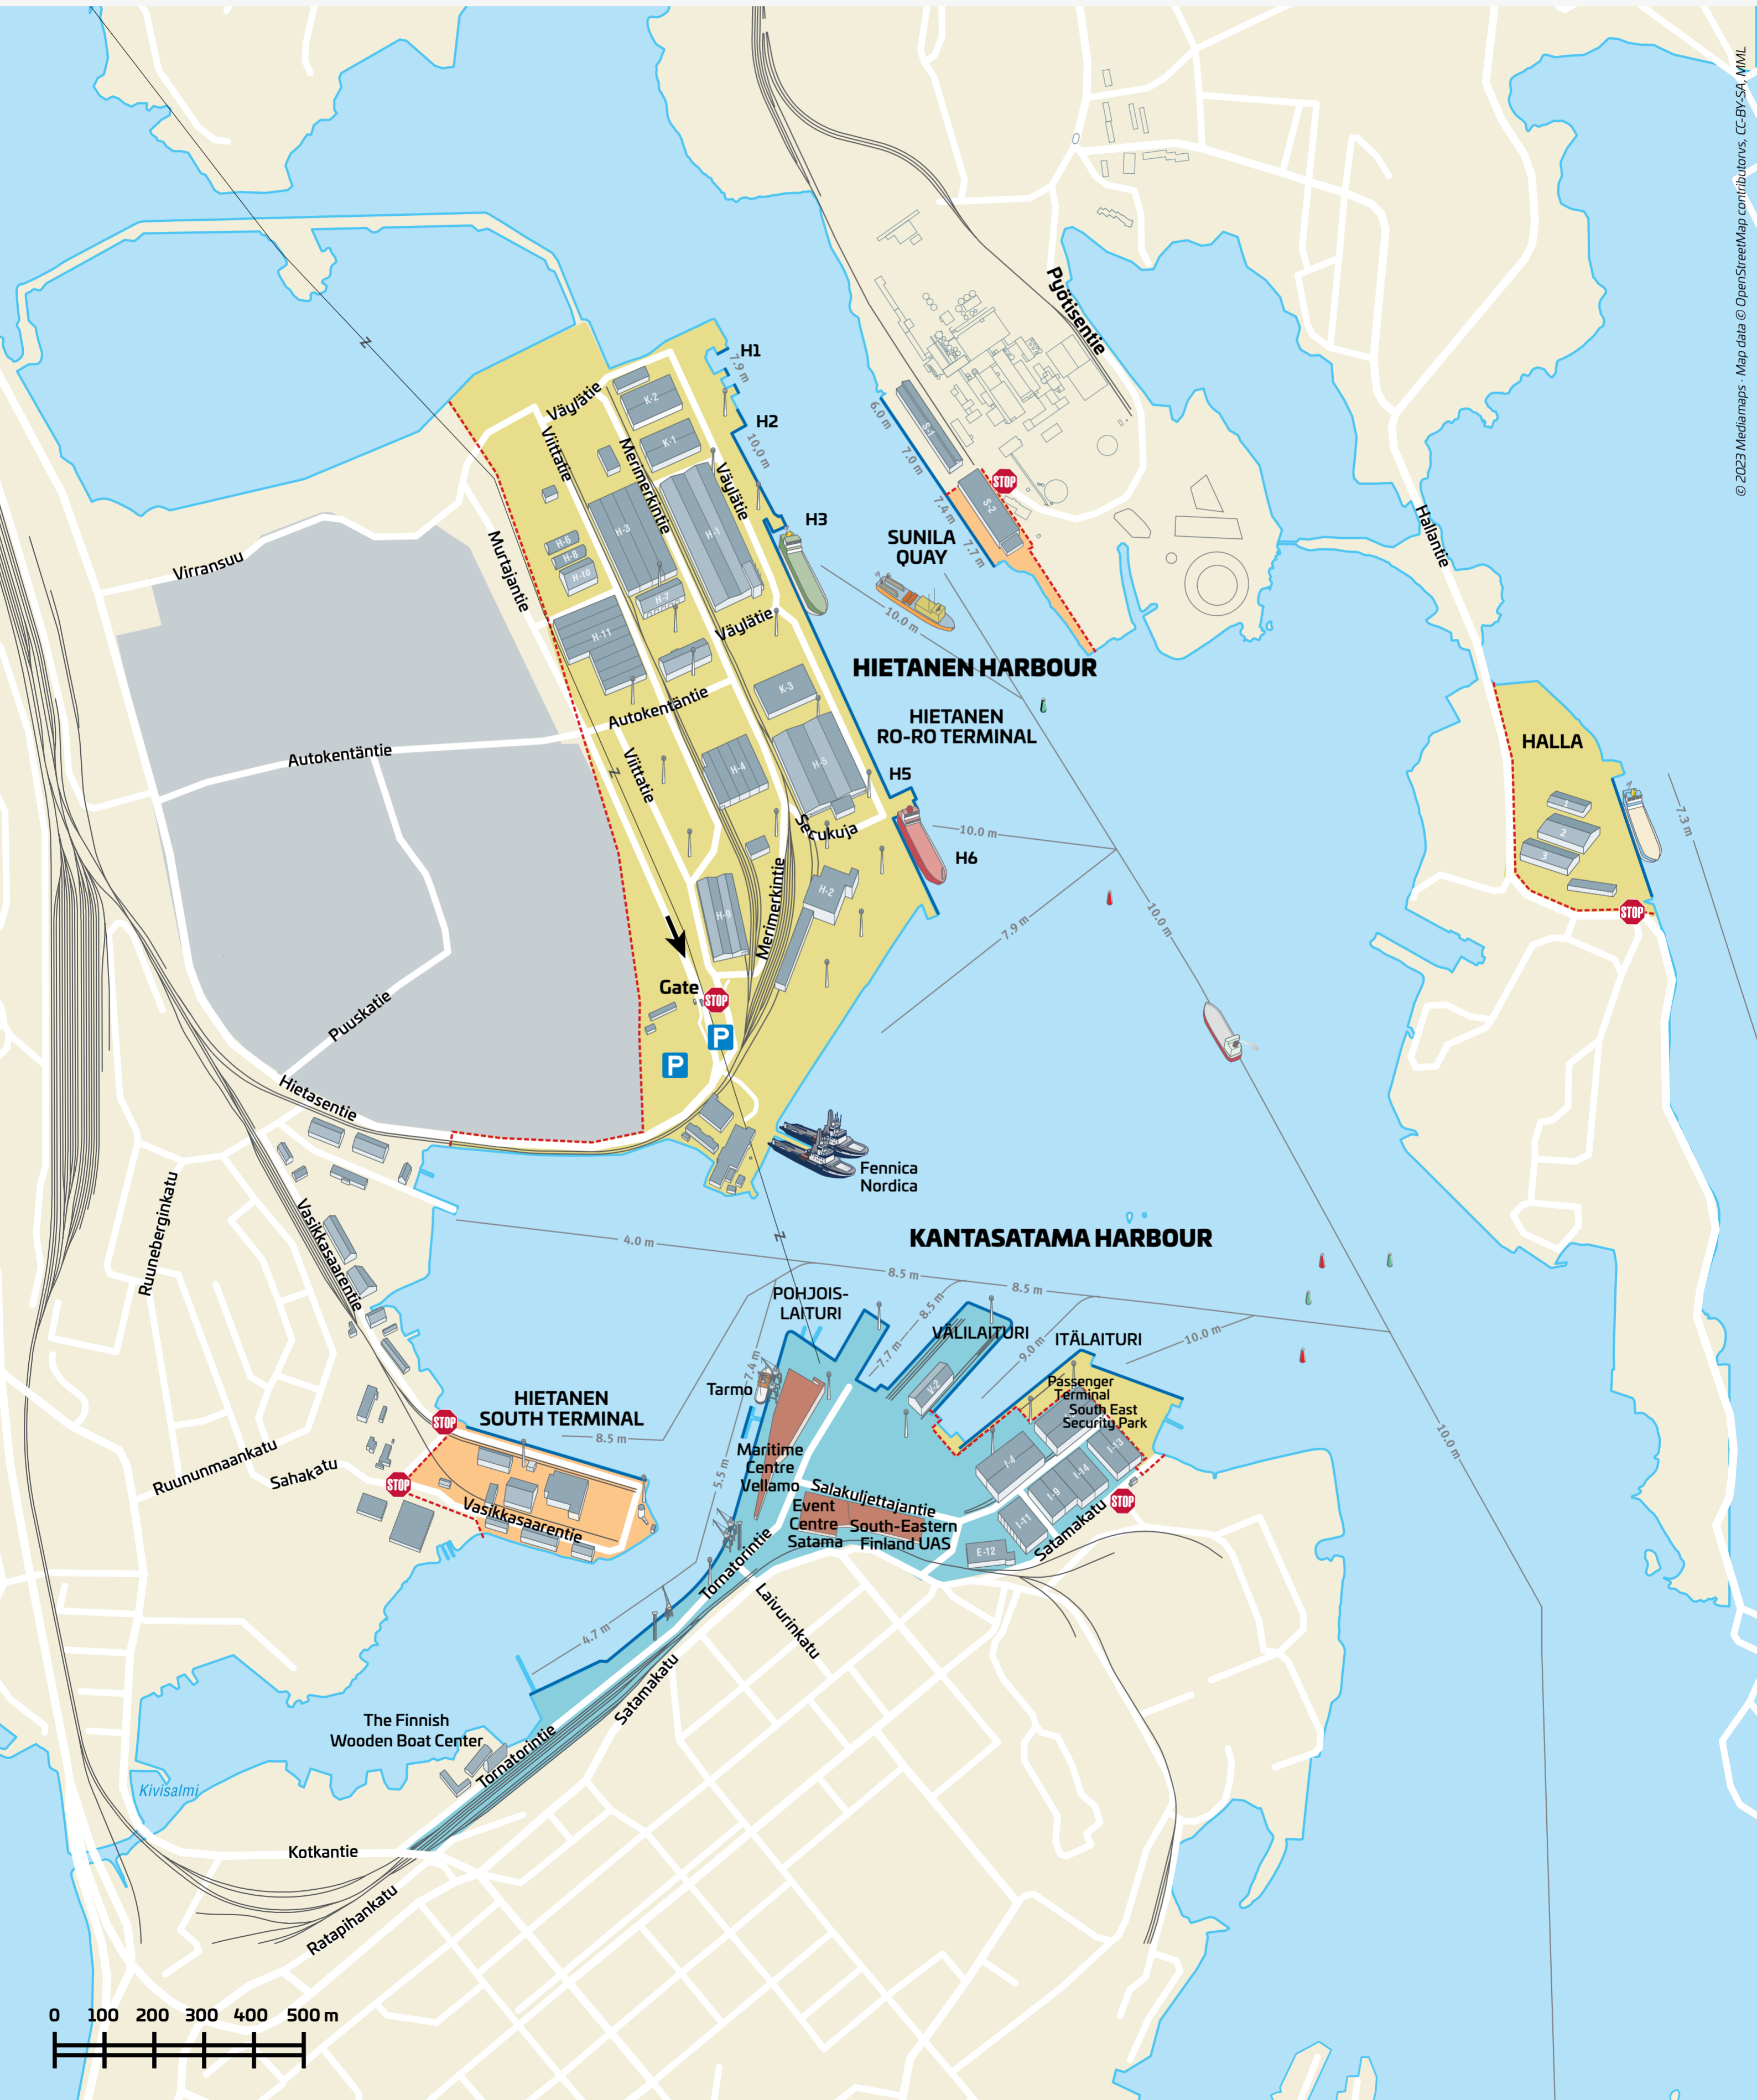 © 2023 Mediamaps · Map data © OpenStreetMap contributorvs, CC-BY-SA, MML
Pyötisentie
H1
7.9 m
Väylätie
K-2
H2
6.0 m
S-1
Viittatie
Merimerkintie
K-1
10,0 m
7.0 m
Väylätie
STOP
S-2
7.4 m
H3
H-3
H-1
SUNILA
QUAY
7.7 m
Hallantie
H-6
H-8
H-10
Virransuu
Murtajantie
H-7
10.0 m
Väylätie
H-11
HIETANEN HARBOUR
K-3
Autokentäntie
HIETANEN
RO-RO TERMINAL
HALLA
Autokentäntie
Viittatie
H-4
H-5
H5
1
2
3
7.3 m
Secukuja
10.0 m
H6
H-2
H-9
Merimerkintie
7.9 m
10.0 m
STOP
Gate
STOP
P
P
Puuskatie
Hietasentie
Fennica
Nordica
Ruuneberginkatu
Vasikkasaarentie
KANTASATAMA HARBOUR
4.0 m
8.5 m
8.5 m
POHJOIS-
LAITURI
8.5 m
VÄLILAITURI
ITÄLAITURI
10.0 m
7.7 m
9.0 m
7.4 m
Tarmo
V-2
Passenger
Terminal
South East
Security Park
HIETANEN
SOUTH TERMINAL
STOP
8.5 m
10.0 m
Maritime
Centre
Vellamo
5.5 m
I-13
I-4
I-14
I-9
I-11
Ruununmaankatu
Sahakatu
STOP
Vasikkasaarentie
Salakuljettajantie
Event
Centre
Satama
South-Eastern
Finland UAS
STOP
Satamakatu
E-12
Tornatorintie
Laivurinkatu
4.7 m
Satamakatu
The Finnish
Wooden Boat Center
Tornatorintie
Kivisalmi
Kotkantie
Ratapihankatu
0 100 200 300 400 500 m